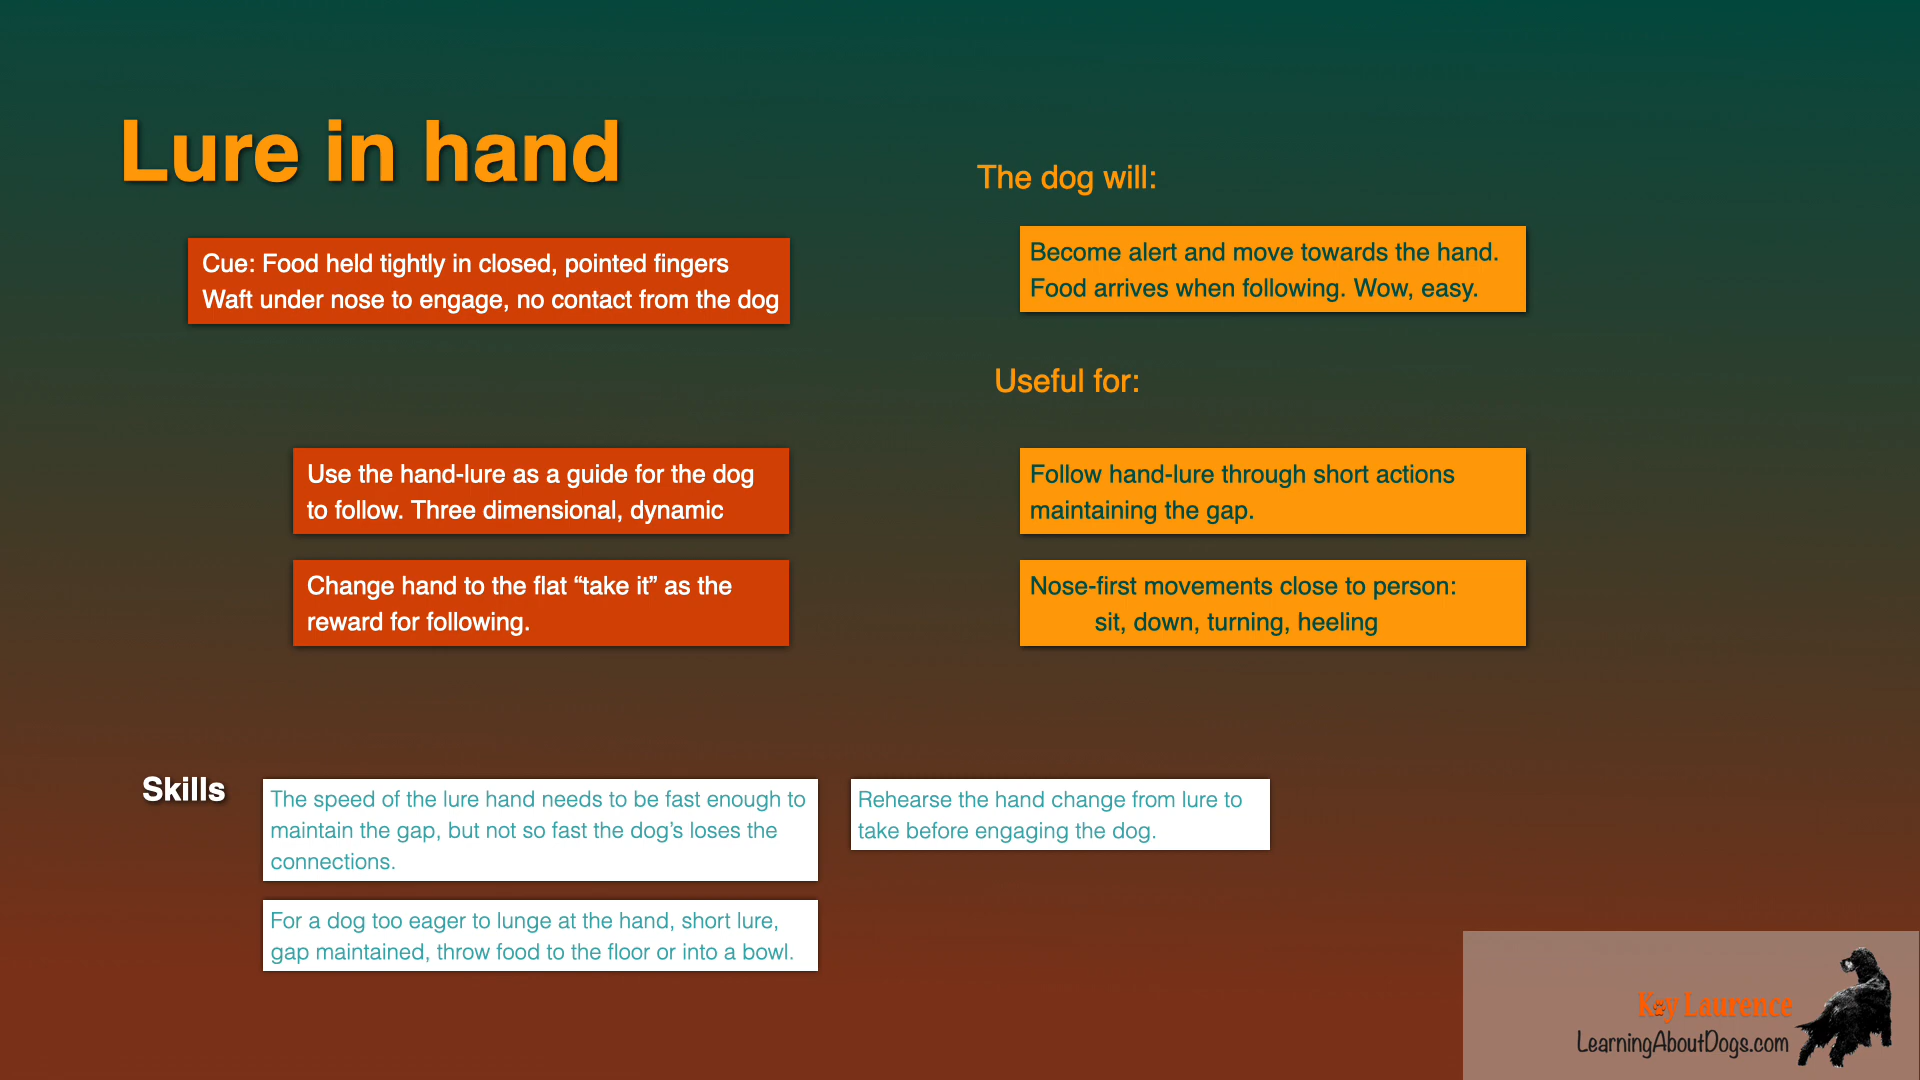 Lure in hand
Cue: Food held tightly in closed, pointed fingers
Waft under nose to engage, no contact from the dog
Use the hand-lure as a guide for the dog
to follow. Three dimensional, dynamic
Change hand to the flat “take it” as the
reward for following.
The dog will:
Become alert and move towards the hand.
Food arrives when following. Wow, easy.
Useful for:
Follow hand-lure through short actions
maintaining the gap.
Nose-first movements close to person:
sit, down, turning, heeling
Skills
The speed of the lure hand needs to be fast enough to
maintain the gap, but not so fast the dog’s loses the
connections.
For a dog too eager to lunge at the hand, short lure,
gap maintained, throw food to the floor or into a bowl.
Rehearse the hand change from lure to
take before engaging the dog.
Kay Laurence
LearningAboutDogs.com